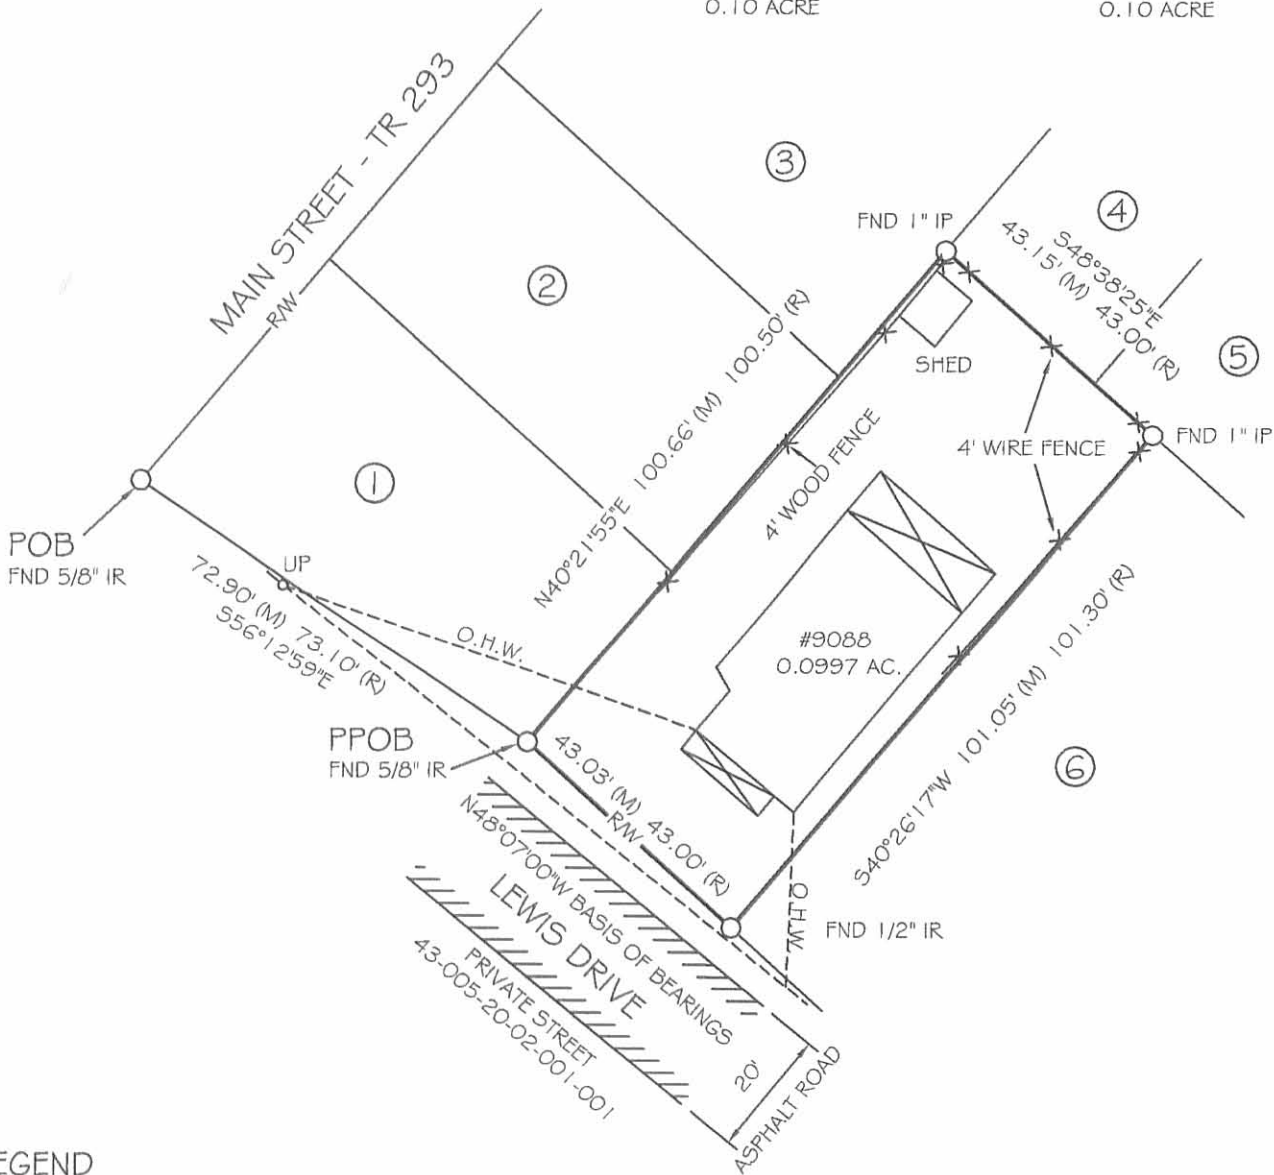 0.10 ACRE
0.10 ACRE
MAIN STREET - TR 293
R/W
3
FND 1" IP
4
S48°38'25"E
43.15' (M) 43.00' (R)
2
5
SHED
FND 1" IP
4' WIRE FENCE
N40°21'55"E 100.66' (M) 100.50' (R)
4' WOOD FENCE
1
POB
FND 5/8" IR
UP
72.90' (M) 73.10' (R)
S56°12'59"E
O.H.W.
#9088
0.0997 AC.
S40°26'17"W 101.05' (M) 101.30' (R)
PPOB
FND 5/8" IR
43.03' (M) 43.00' (R)
R/W
6
O.H.W.
FND 1/2" IR
N48°07'00"W BASIS OF BEARINGS
LEWIS DRIVE
PRIVATE STREET
43-005-20-02-001-001
20'
ASPHALT ROAD
EGEND